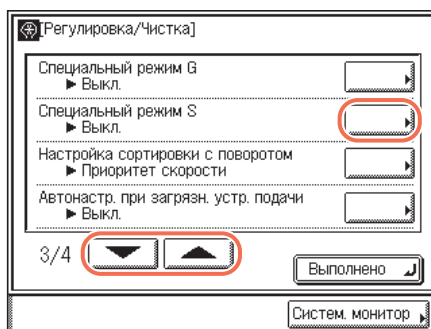 [Регулировка/Чистка]
Специальный режим G
► Выкл.
Специальный режим S
► Выкл.
Настройка сортировки с поворотом
► Приоритет скорости
Автонастр. при загрязн. устр. подачи
► Выкл.
3/4
Выполнено
Систем. монитор